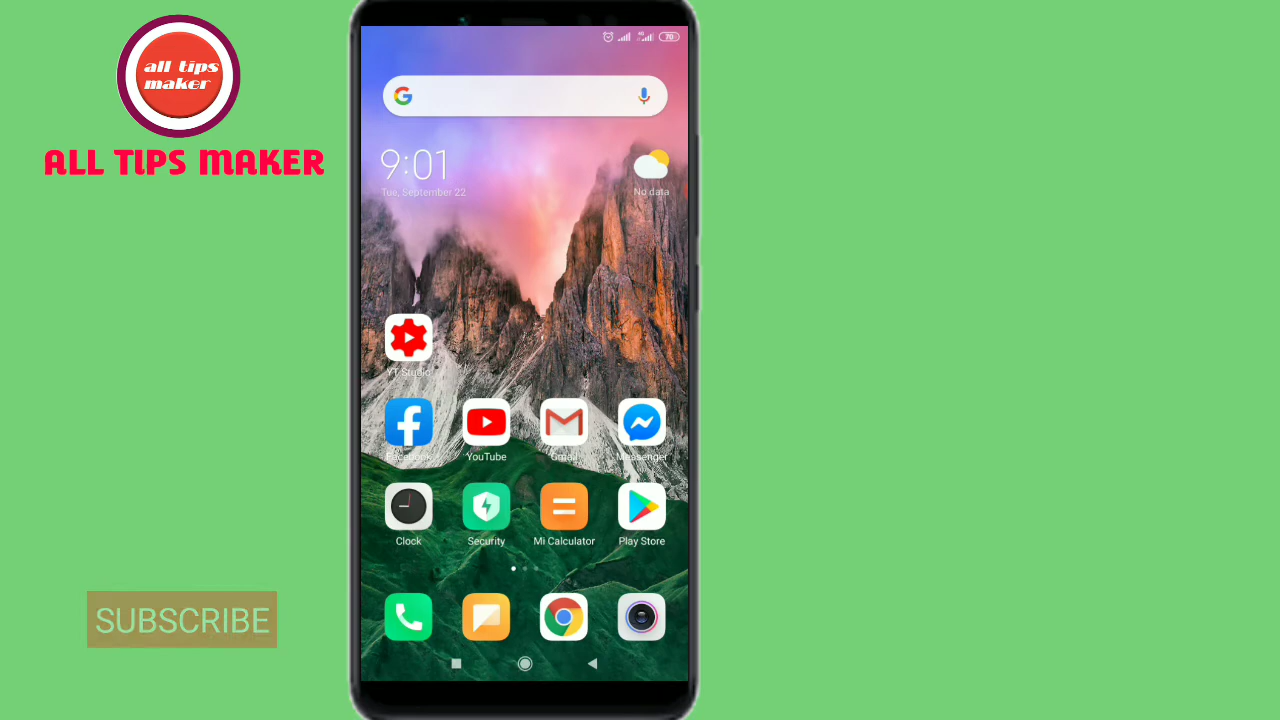 all tips
maker
ALL TIPS MAKER
70
9:01
Tue, September 22
No data
YT Studio
Facebook
YouTube
Gmail
Messenger
Clock
Security
Mi Calculator
Play Store
SUBSCRIBE